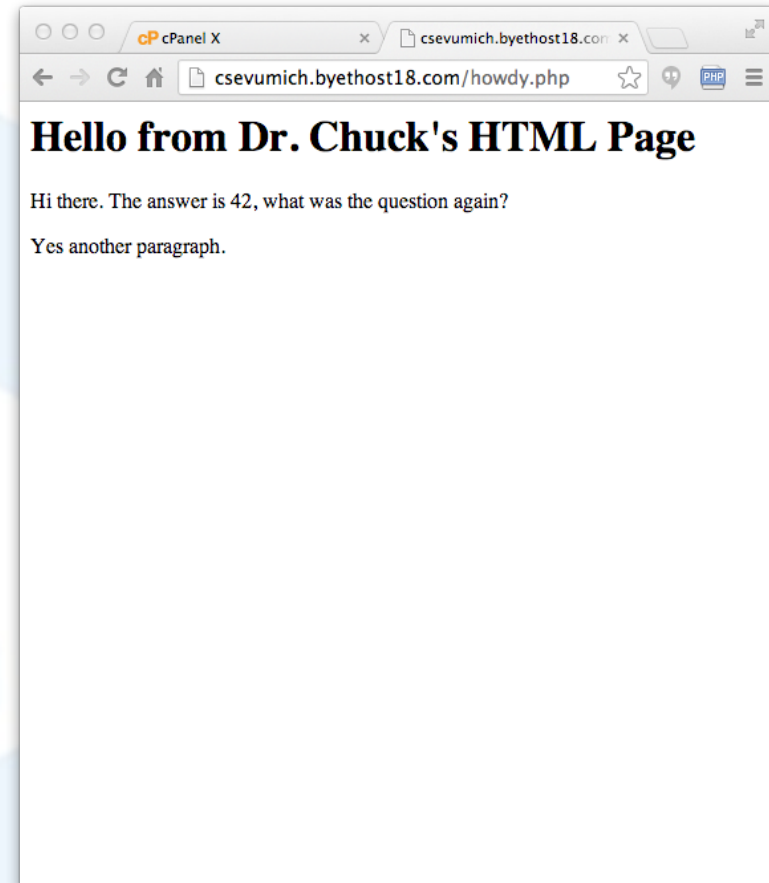 cP cPanel X
csevumich.byethost18.con
csevumich.byethost18.com/howdy.php
PHP
Hello from Dr. Chuck's HTML Page
Hi there. The answer is 42, what was the question again?
Yes another paragraph.